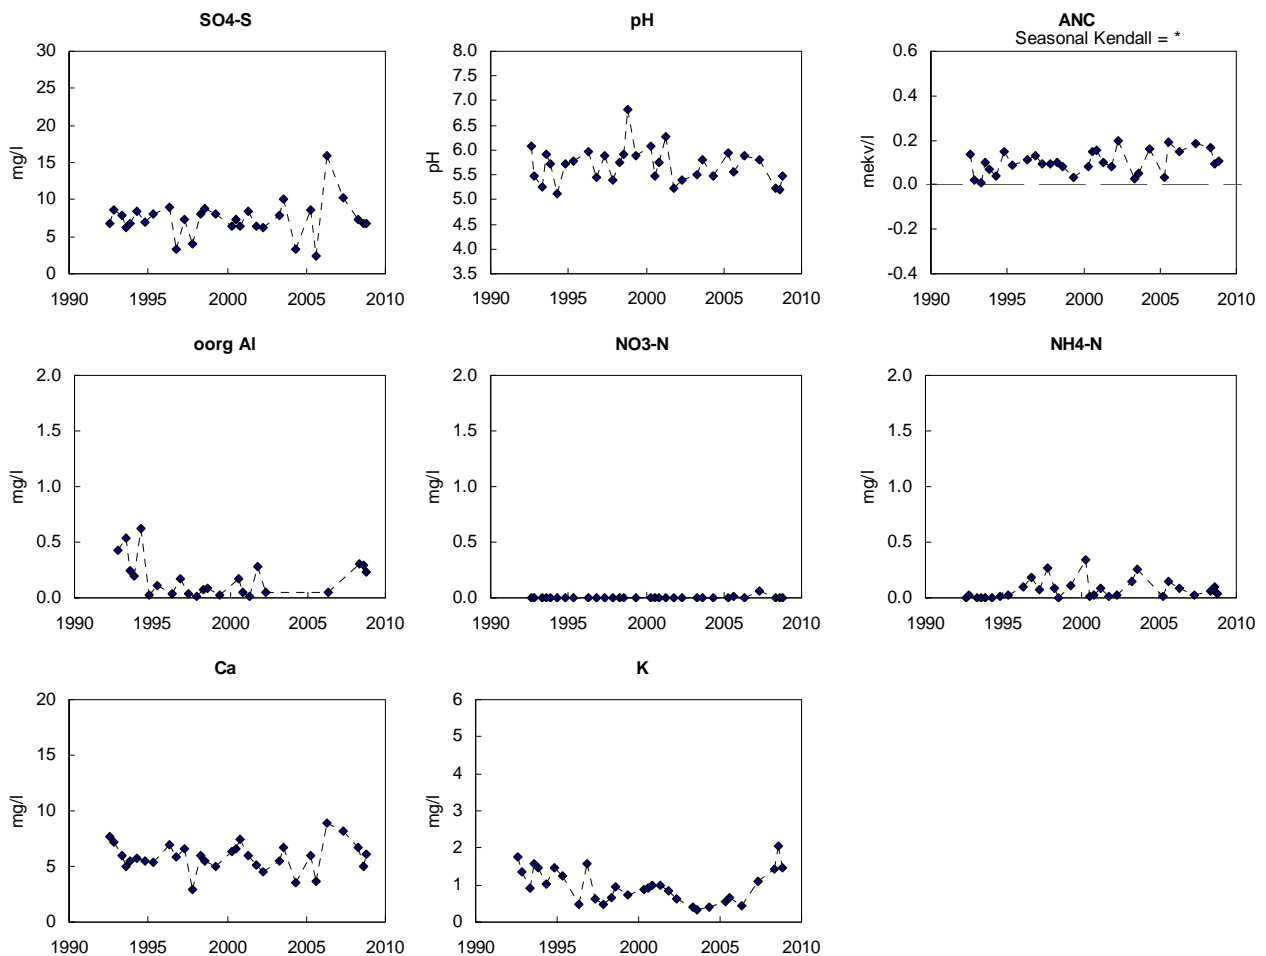 SO4-S
30
25
20
15
10
5
0
mg/l
1990 1995 2000 2005 2010
pH
8.0
7.5
7.0
6.5
6.0
5.5
5.0
4.5
4.0
3.5
pH
1990 1995 2000 2005 2010
ANC
Seasonal Kendall = *
0.6
0.4
0.2
0.0
-0.2
-0.4
mekv/l
1990 1995 2000 2005 2010
oorg Al
2.0
1.5
1.0
0.5
0.0
mg/l
1990 1995 2000 2005 2010
NO3-N
2.0
1.5
1.0
0.5
0.0
mg/l
1990 1995 2000 2005 2010
NH4-N
2.0
1.5
1.0
0.5
0.0
mg/l
1990 1995 2000 2005 2010
Ca
20
15
10
5
0
mg/l
1990 1995 2000 2005 2010
K
6
5
4
3
2
1
0
mg/l
1990 1995 2000 2005 2010